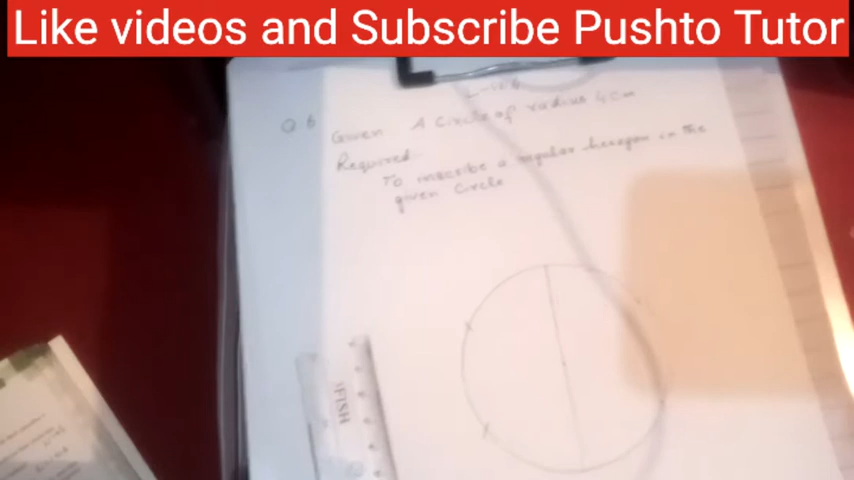 Like videos and Subscribe Pushto Tutor
Q.6 Given A Circle of radius 4cm
Required
To inscribe a regular hexagon in the
given Circle
FISH